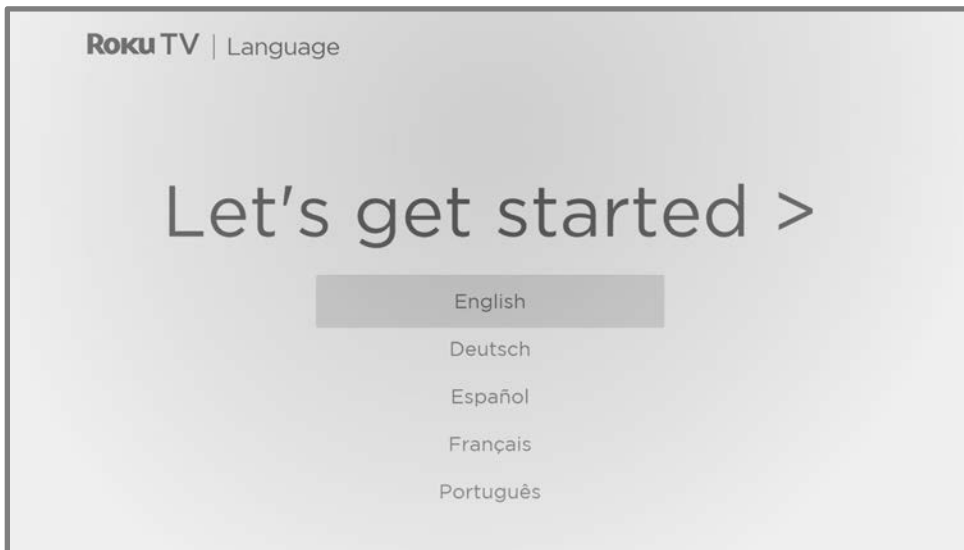 Roku TV | Language
Let's get started >
English
Deutsch
Español
Français
Português